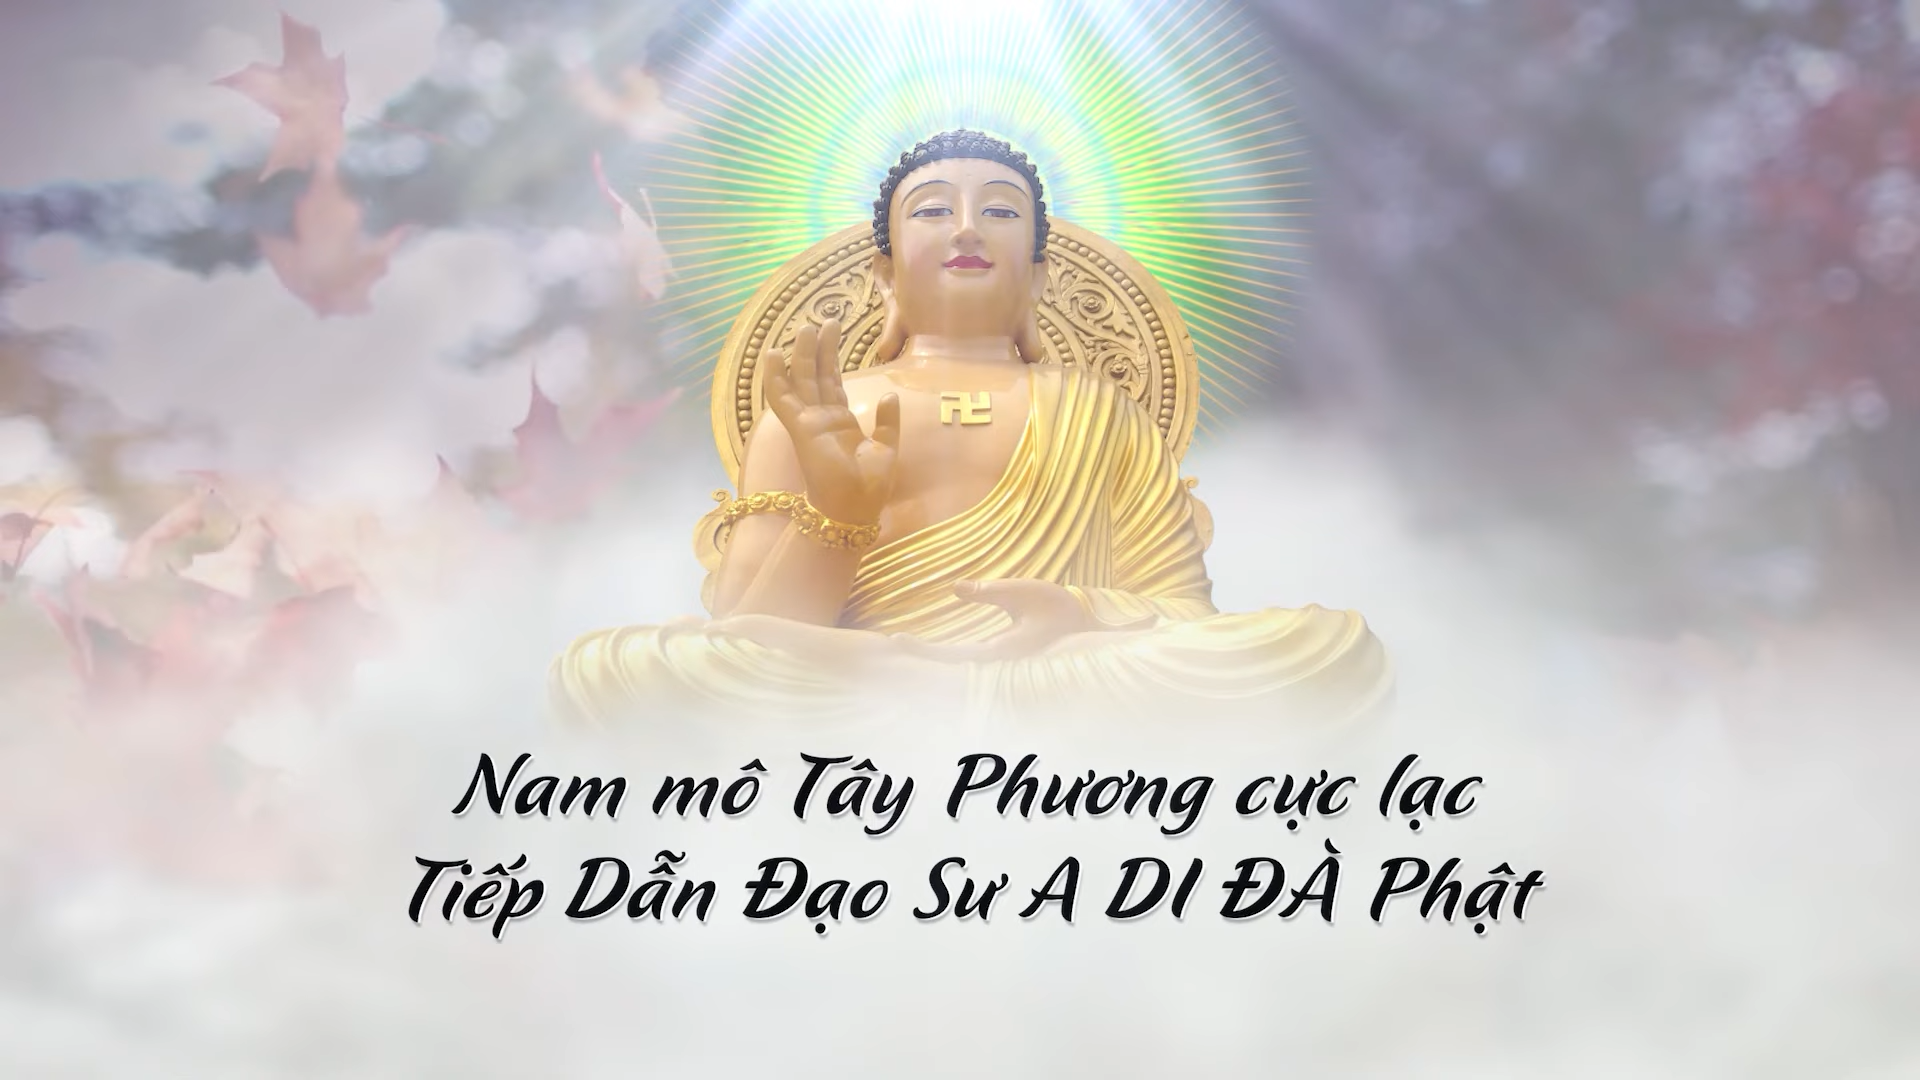 Nam mô Tây Phương cực lạc
Tiếp Dẫn Đạo Sư A DI ĐÀ Phật